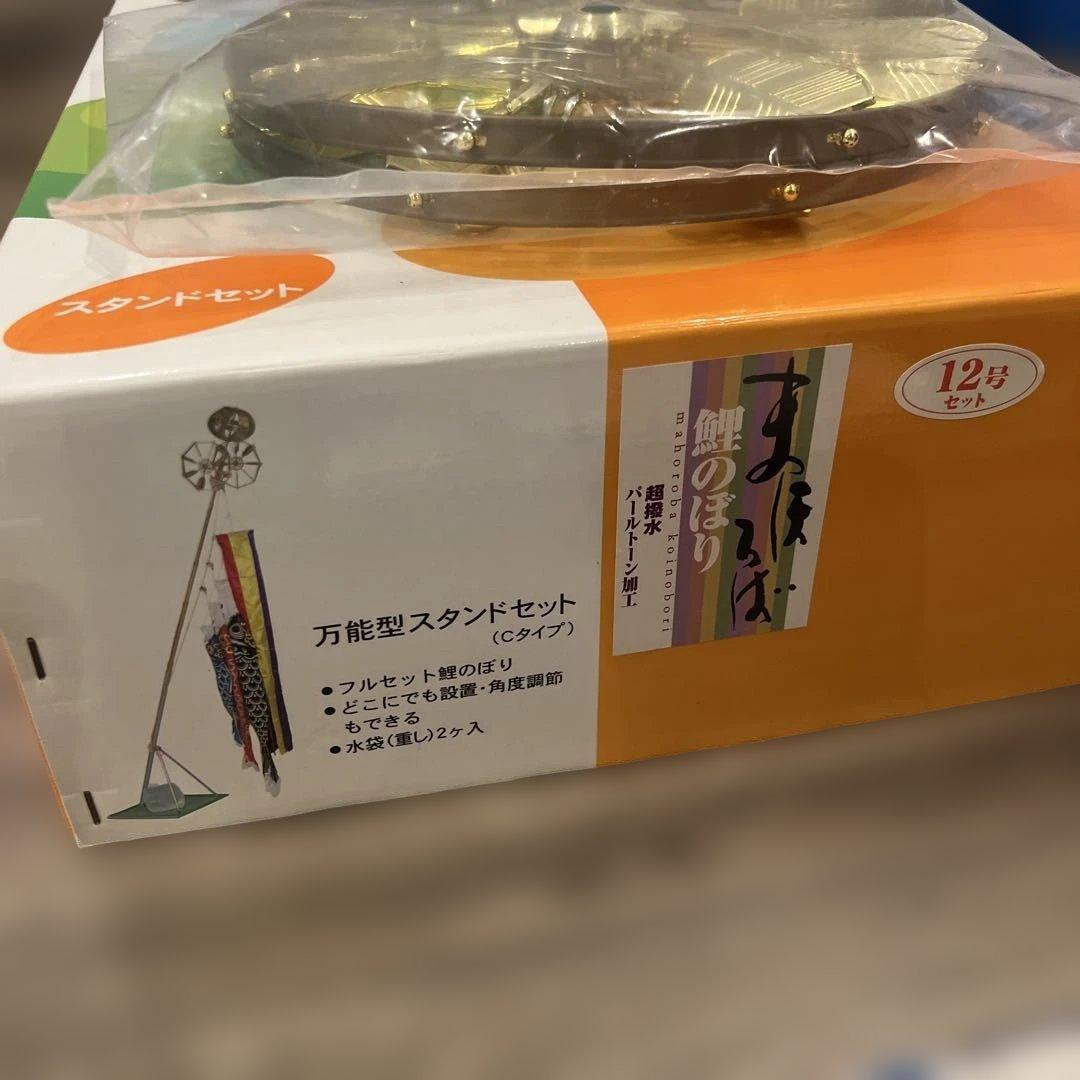 スタンドセット
12号
セット
まほろば
鯉のぼり
mahoroba koinobori
超撥水
パールトーン加工
万能型スタンドセット
(Cタイプ)
●フルセット鯉のぼり
●どこにでも設置・角度調節
もできる
●水袋(重し)2ヶ入